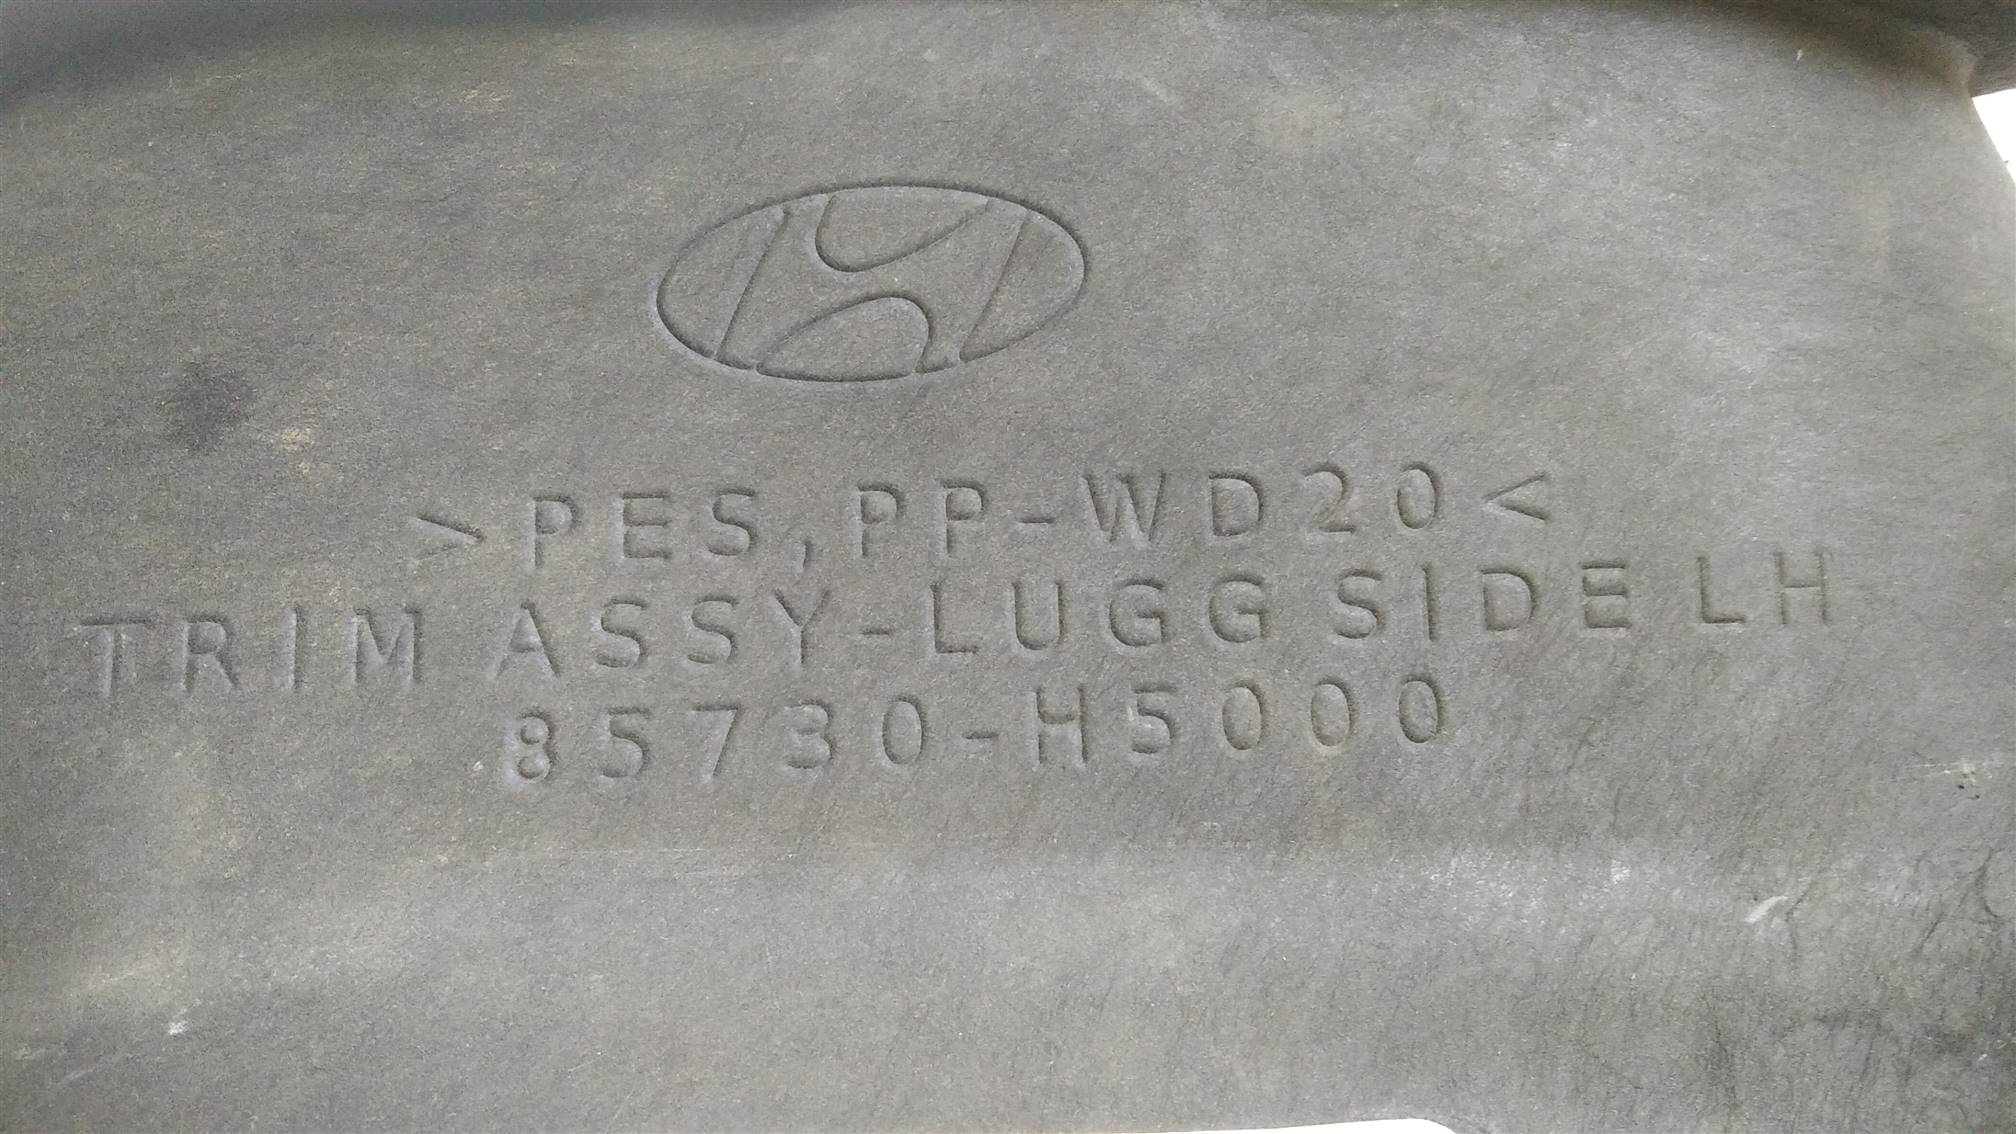 >PES,PP-WD20<
TRIM ASSY-LUGG SIDE LH
85730-H5000